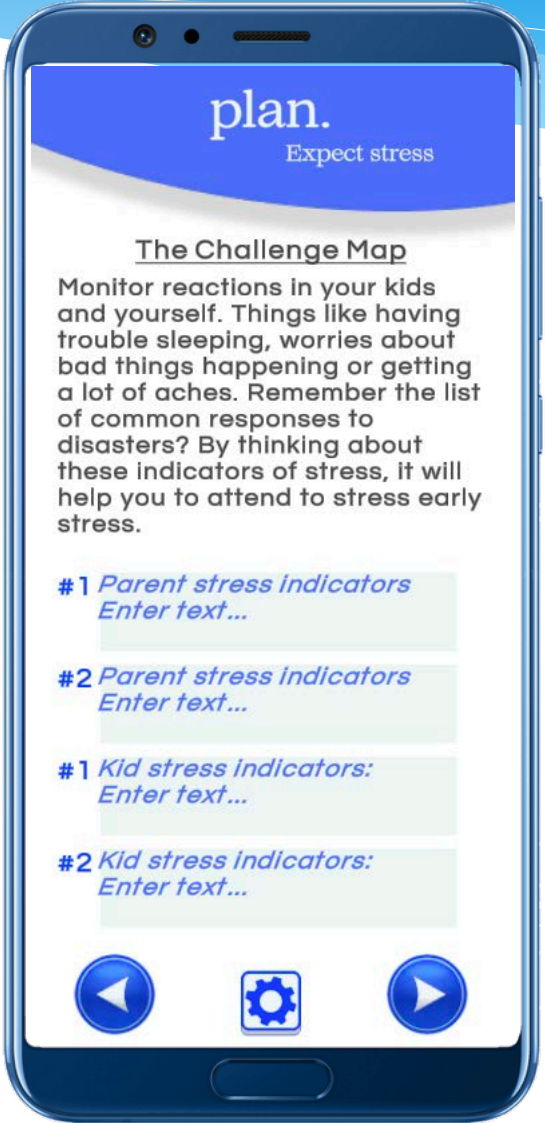 plan.
Expect stress
The Challenge Map
Monitor reactions in your kids
and yourself. Things like having
trouble sleeping, worries about
bad things happening or getting
a lot of aches. Remember the list
of common responses to
disasters? By thinking about
these indicators of stress, it will
help you to attend to stress early
stress.
#1 Parent stress indicators
Enter text...
#2 Parent stress indicators
Enter text...
#1 Kid stress indicators:
Enter text...
#2 Kid stress indicators:
Enter text...